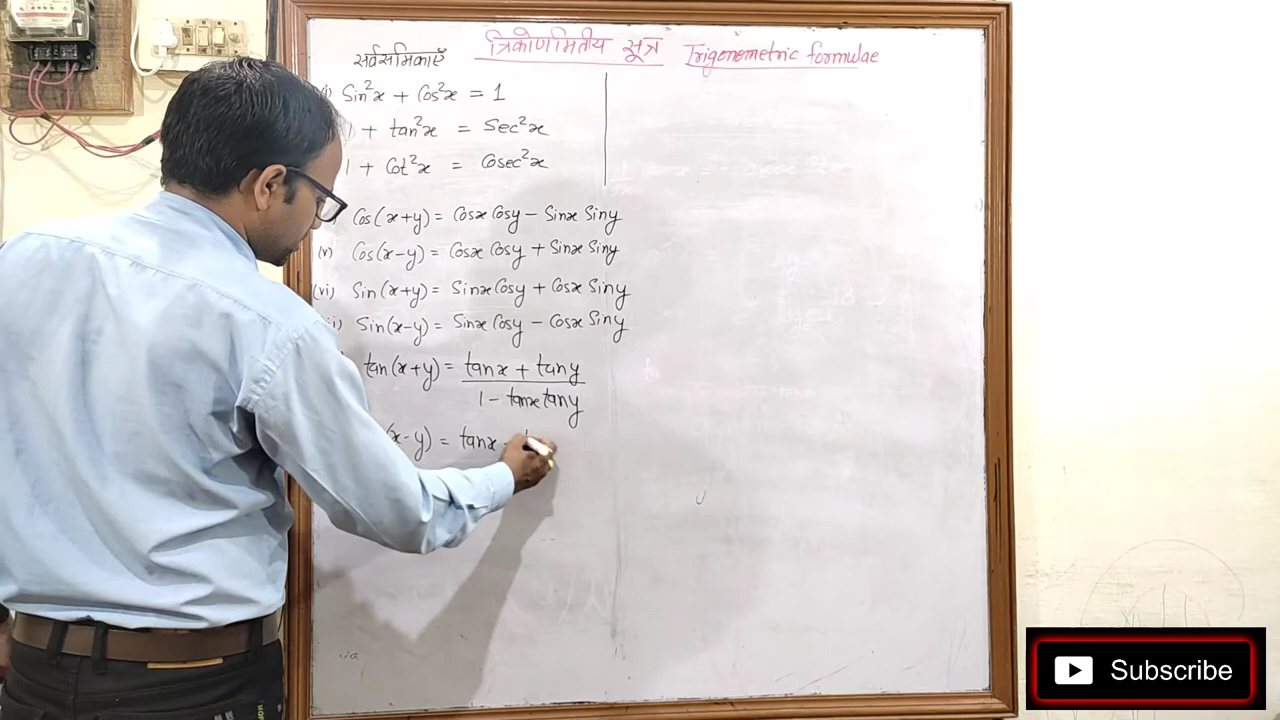 त्रिकोणमितीय सूत्र Trigonometric formulae
सर्वसमिकाएँ
Sin²x + Cos²x = 1
1 + tan²x = Sec²x
1 + Cot²x = Cosec²x
Cos(x+y) = Cosx Cosy - Sinx Siny
(v) Cos(x-y) = Cosx Cosy + Sinx Siny
(vi) Sin(x+y) = Sinx Cosy + Cosx Siny
Sin(x-y) = Sinx Cosy - Cosx Siny
tan(x+y) = tanx + tany
1 - tanx tany
(x-y) = tanx -
Subscribe